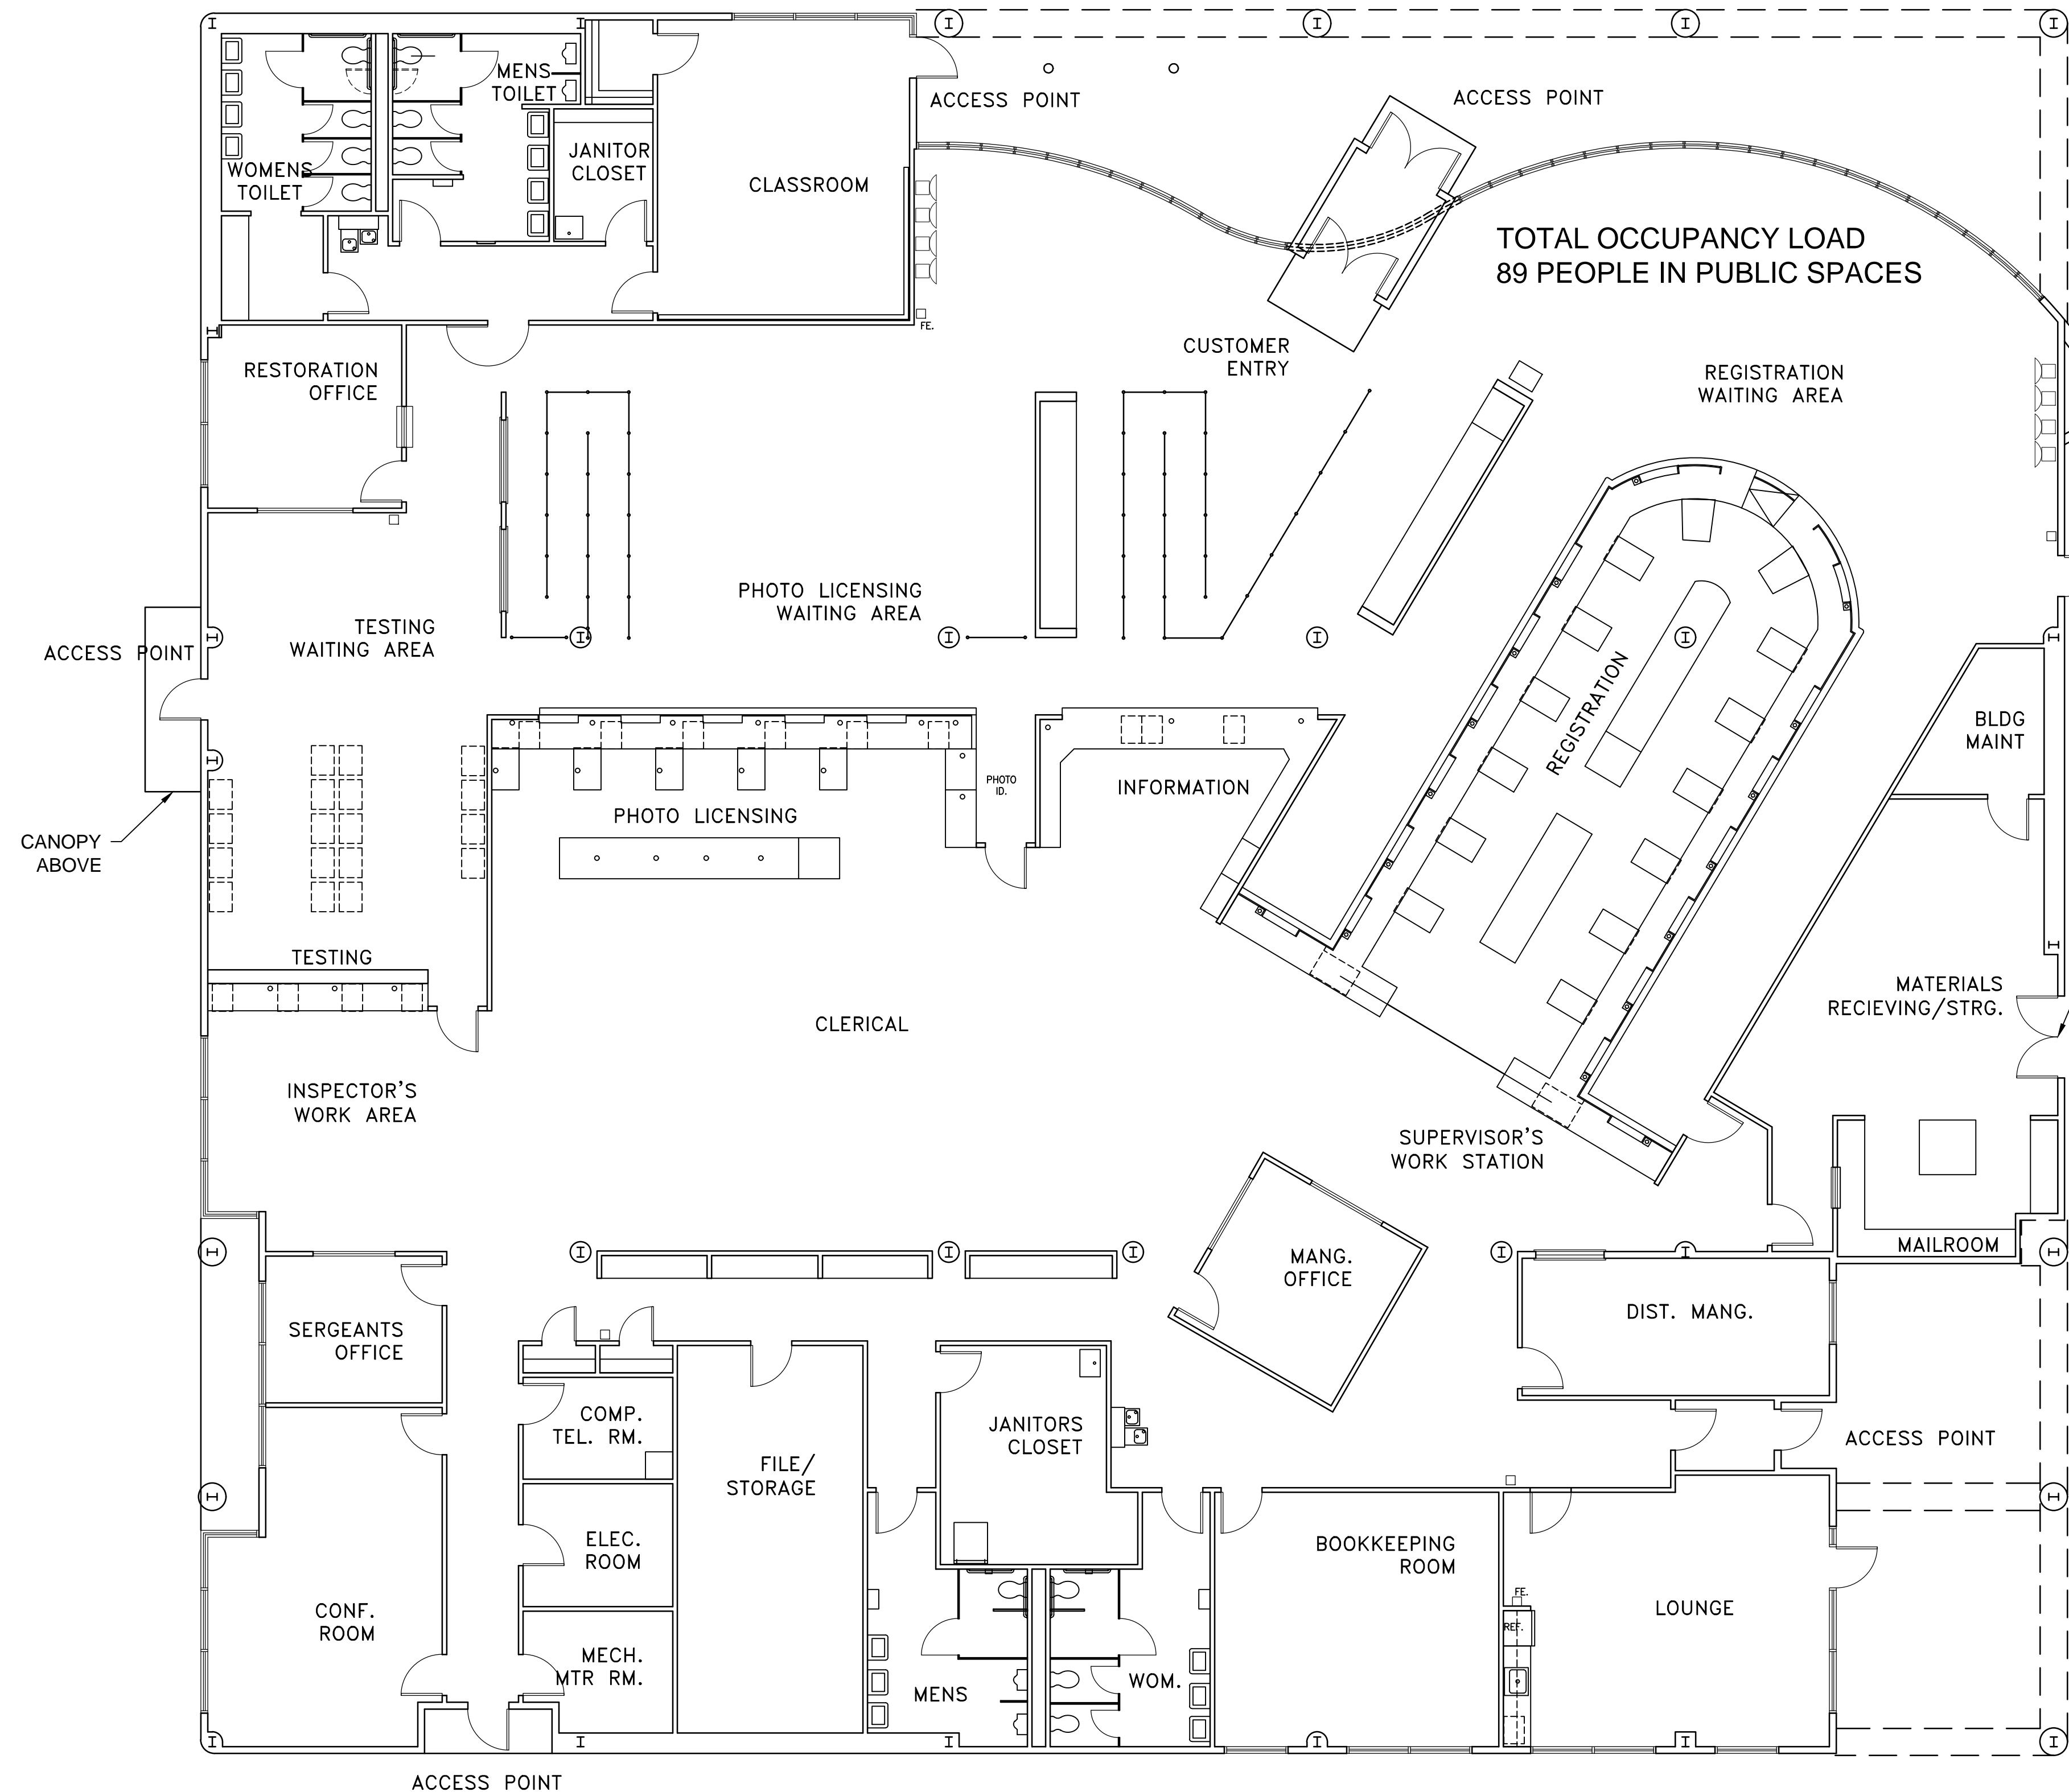 MENS
TOILET
ACCESS POINT
ACCESS POINT
JANITOR
CLOSET
WOMENS
TOILET
CLASSROOM
TOTAL OCCUPANCY LOAD
89 PEOPLE IN PUBLIC SPACES
FE.
CUSTOMER
ENTRY
RESTORATION
OFFICE
REGISTRATION
WAITING AREA
PHOTO LICENSING
WAITING AREA
TESTING
WAITING AREA
ACCESS POINT
REGISTRATION
BLDG
MAINT
PHOTO
ID.
INFORMATION
PHOTO LICENSING
CANOPY
ABOVE
TESTING
MATERIALS
RECIEVING/STRG.
CLERICAL
INSPECTOR'S
WORK AREA
SUPERVISOR'S
WORK STATION
MAILROOM
MANG.
OFFICE
DIST. MANG.
SERGEANTS
OFFICE
COMP.
TEL. RM.
JANITORS
CLOSET
ACCESS POINT
FILE/
STORAGE
ELEC.
ROOM
BOOKKEEPING
ROOM
FE.
LOUNGE
REF.
CONF.
ROOM
MECH.
MTR RM.
MENS
WOM.
ACCESS POINT